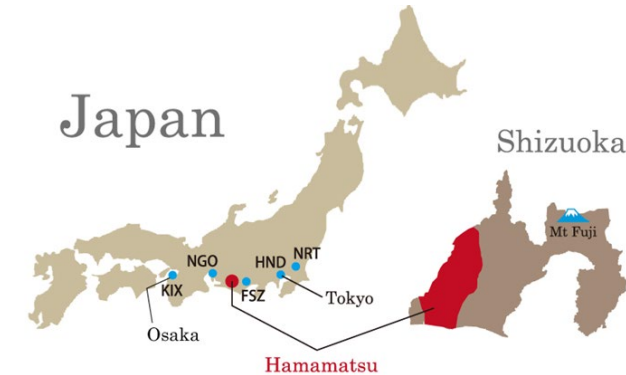 Japan
Shizuoka
Mt Fuji
NGO
HND
NRT
KIX
FSZ
Tokyo
Osaka
Hamamatsu